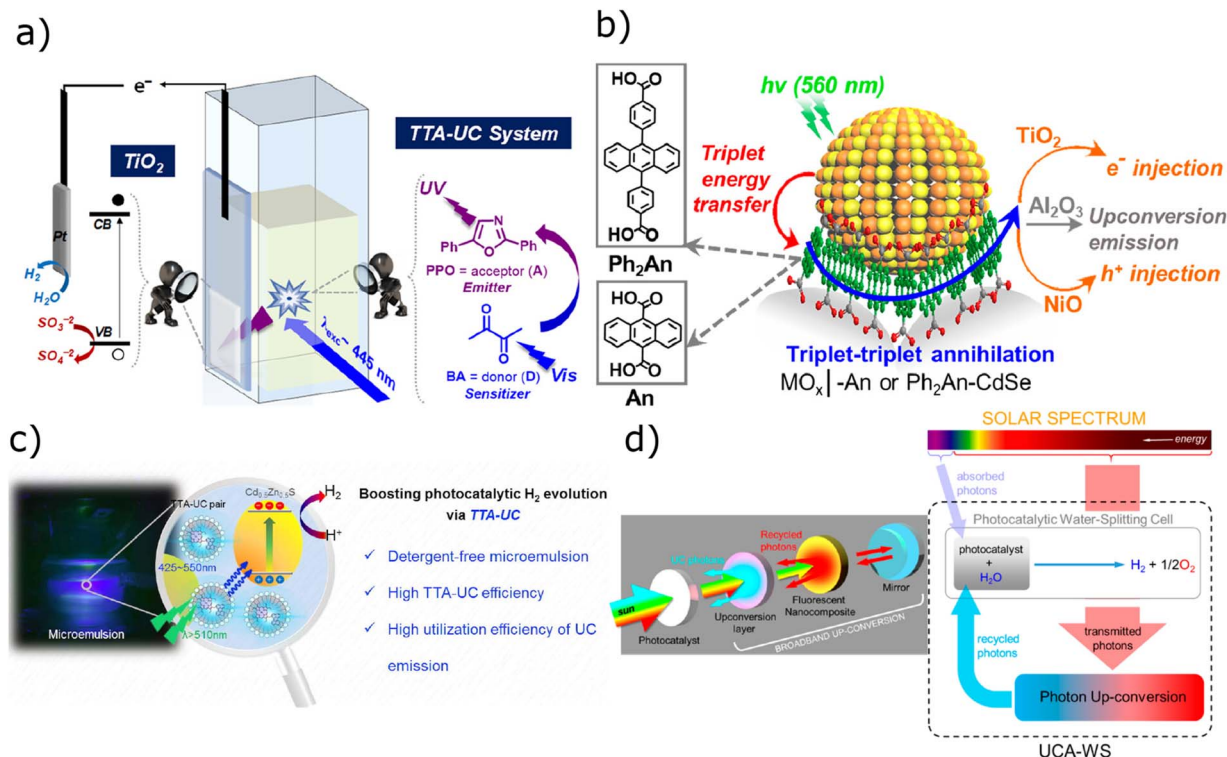 a)
e⁻
TiO₂
Pt
CB
VB
H₂
H₂O
SO₃⁻²
SO₄⁻²
TTA-UC System
UV
N
O
Ph
Ph
PPO = acceptor (A)
Emitter
O
O
BA = donor (D)
Sensitizer
Vis
λexc~ 445 nm
b)
HO
O
O
HO
Ph₂An
HO
O
O
HO
An
hv (560 nm)
Triplet
energy
transfer
TiO₂
e⁻ injection
Al₂O₃
Upconversion
emission
h⁺ injection
NiO
Triplet-triplet annihilation
MOₓ|-An or Ph₂An-CdSe
c)
TTA-UC pair
Cd₀.₅Zn₀.₅S
H₂
H⁺
425~550nm
λ>510nm
Microemulsion
Boosting photocatalytic H₂ evolution
via TTA-UC
✓ Detergent-free microemulsion
✓ High TTA-UC efficiency
✓ High utilization efficiency of UC
emission
d)
SOLAR SPECTRUM
energy
absorbed
photons
Photocatalytic Water-Splitting Cell
photocatalyst
+
H₂O
H₂ + 1/2O₂
recycled
photons
transmitted
photons
Photon Up-conversion
UCA-WS
sun
UC photons
Recycled
photons
Photocatalyst
Upconversion
layer
Fluorescent
Nanocomposite
Mirror
BROADBAND UP-CONVERSION